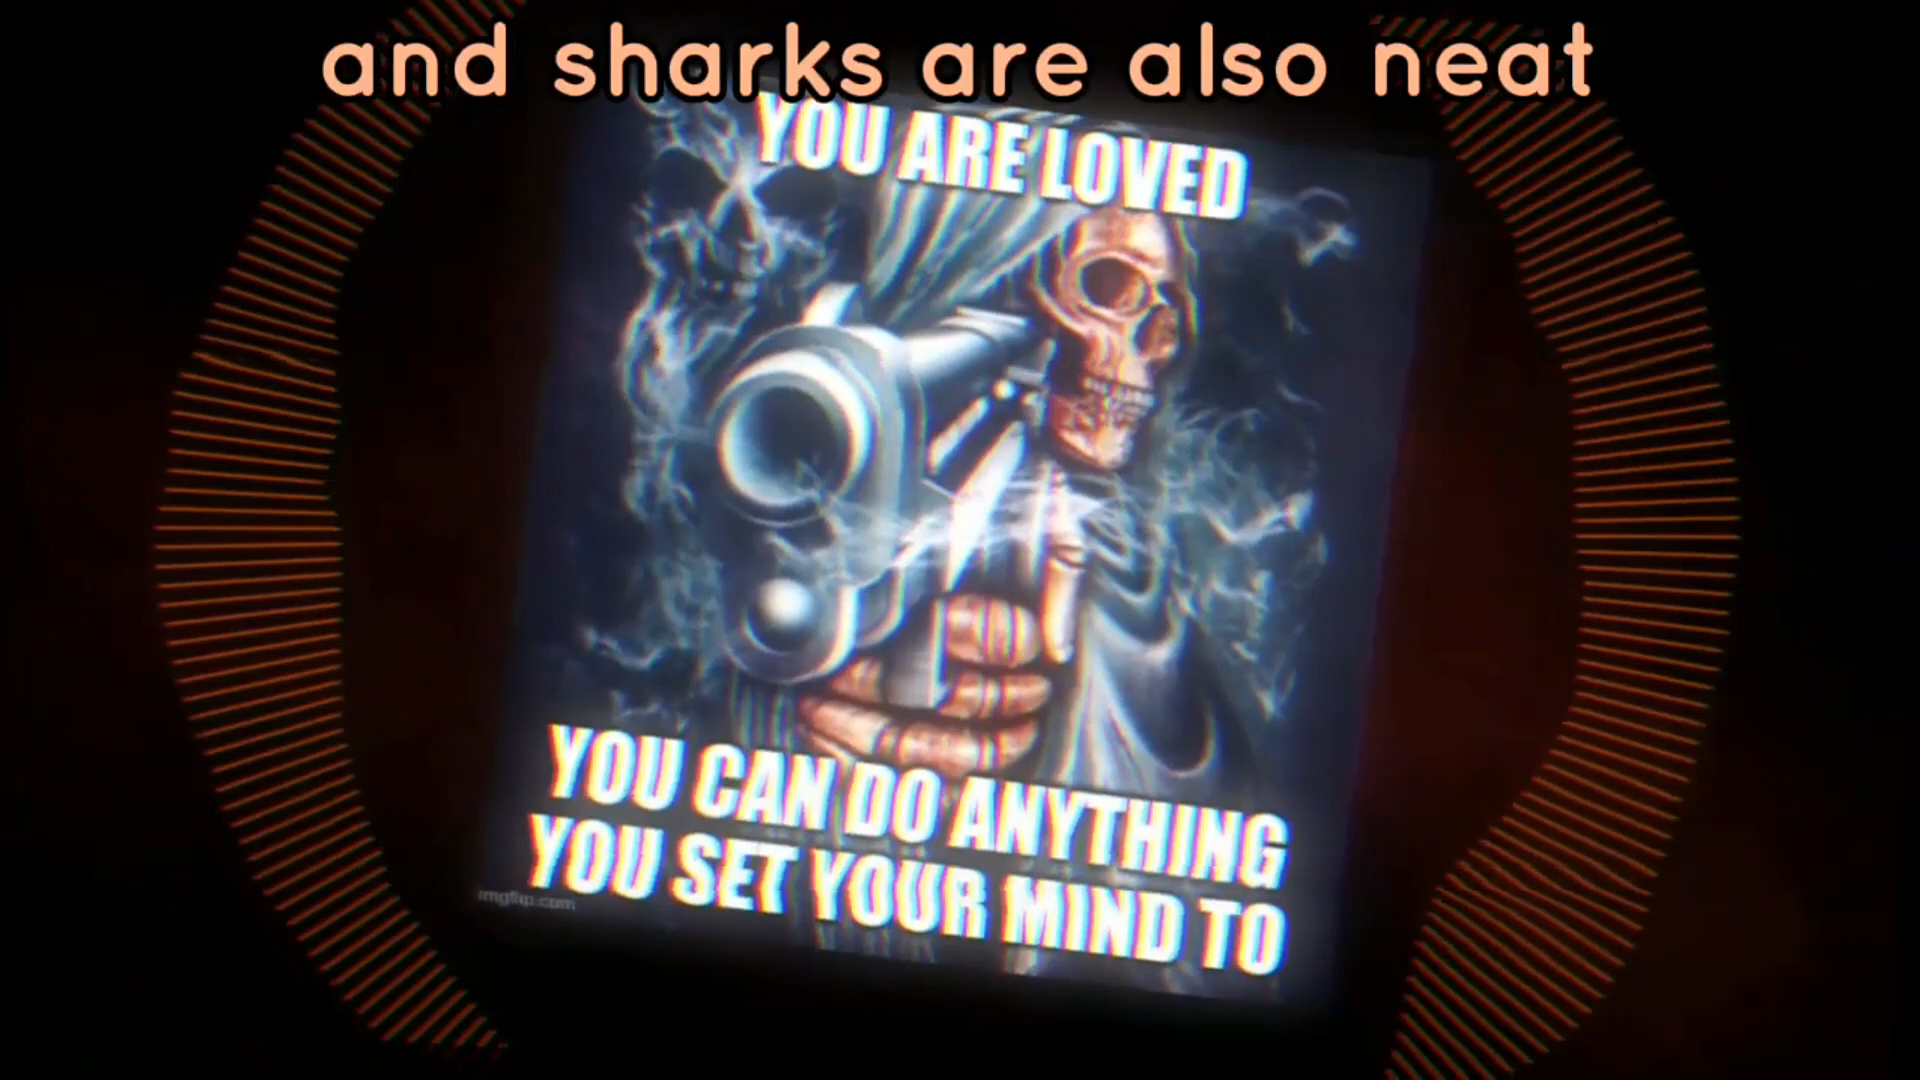 and sharks are also neat
YOU ARE LOVED
YOU CAN DO ANYTHING
YOU SET YOUR MIND TO
imgflip.com